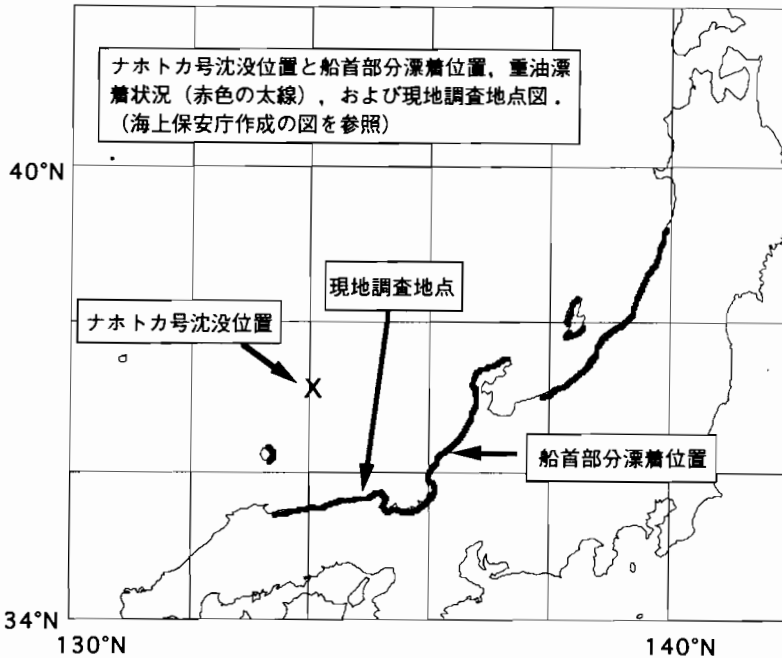 ナホトカ号沈没位置と船首部分漂着位置，重油漂
着状況（赤色の太線），および現地調査地点図．
（海上保安庁作成の図を参照）
40°N
現地調査地点
ナホトカ号沈没位置
X
船首部分漂着位置
34°N
130°N
140°N